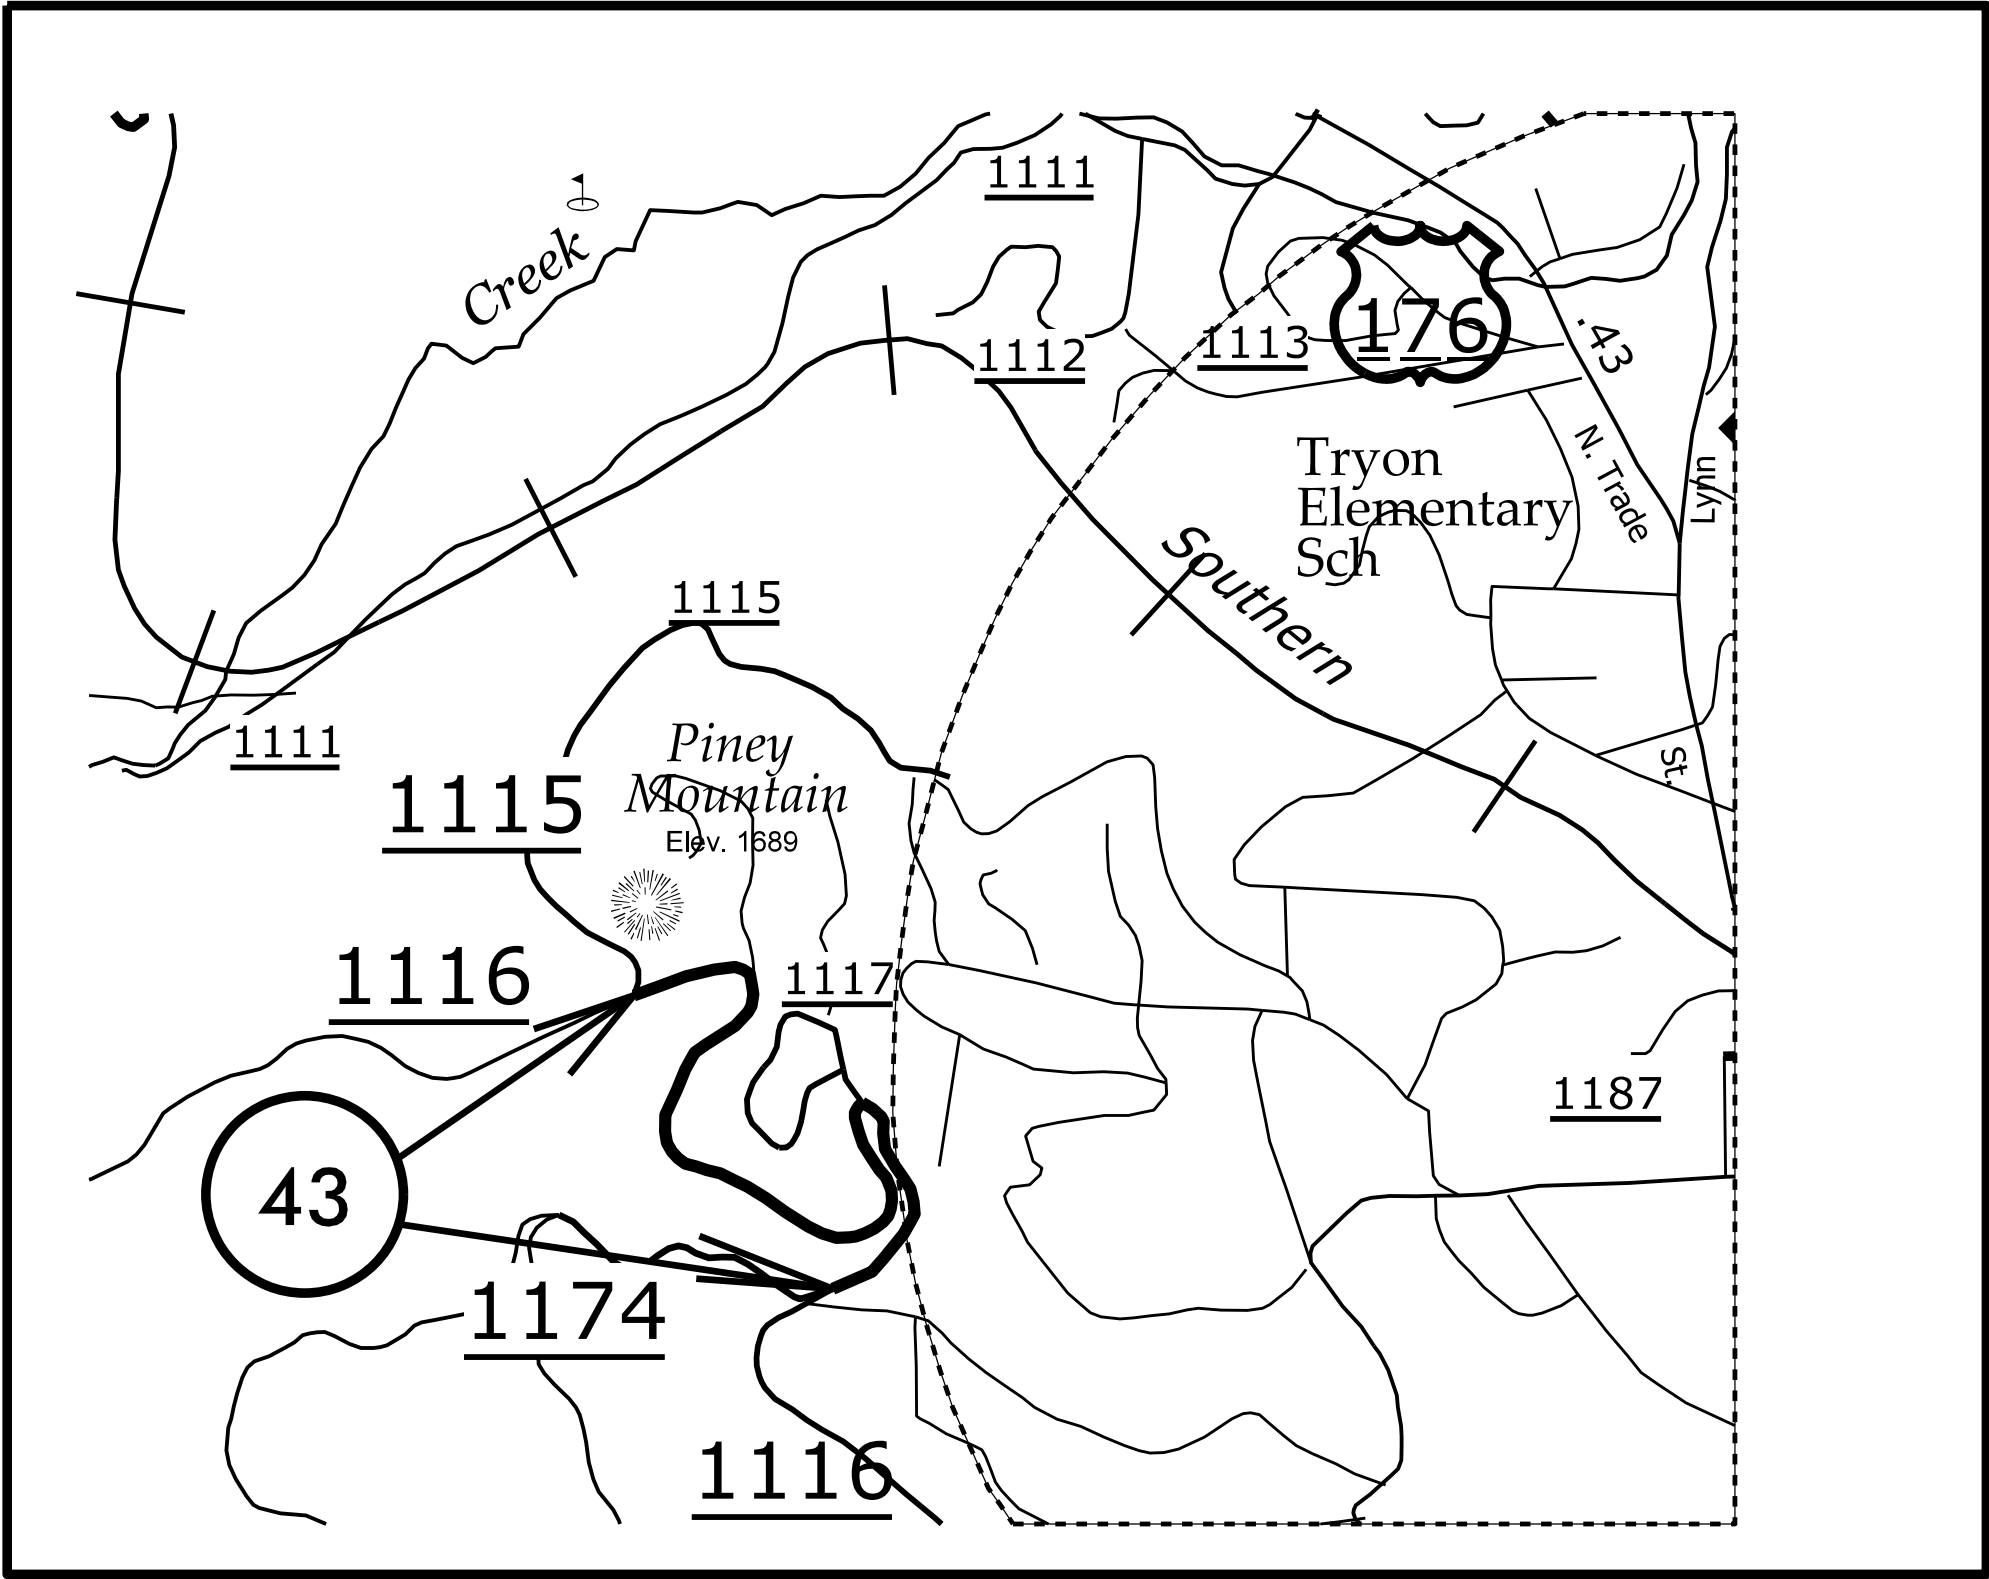 1111
Creek
1112
1113
176
.43
Tryon
Elementary
Sch
N. Trade
Lynn
Southern
1115
1111
Piney
Mountain
Elev. 1689
St.
1115
1116
1117
1187
43
1174
1116